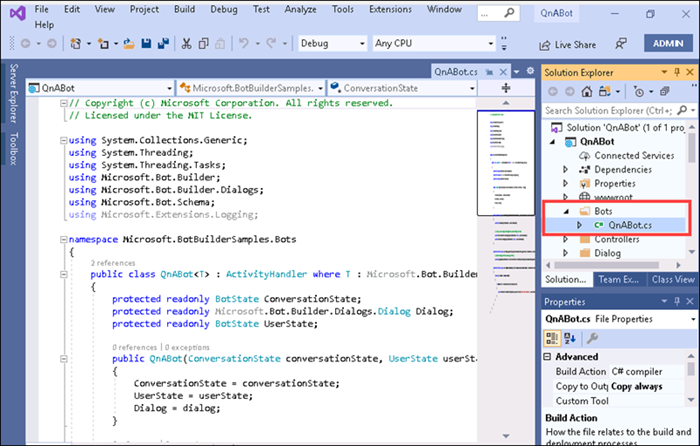 File Edit View Project Build Debug QnABot
Test Analyze Tools Extensions Window ...
Help
Debug Any CPU Live Share ADMIN
Server Explorer
Toolbox
QnABot.cs
QnABot Microsoft.BotBuilderSamples. ConversationState
// Copyright (c) Microsoft Corporation. All rights reserved.
// Licensed under the MIT License.
using System.Collections.Generic;
using System.Threading;
using System.Threading.Tasks;
using Microsoft.Bot.Builder;
using Microsoft.Bot.Builder.Dialogs;
using Microsoft.Bot.Schema;
using Microsoft.Extensions.Logging;
namespace Microsoft.BotBuilderSamples.Bots
{
2 references
public class QnABot<T> : ActivityHandler where T : Microsoft.Bot.Builder
{
protected readonly BotState ConversationState;
protected readonly Microsoft.Bot.Builder.Dialogs.Dialog Dialog;
protected readonly BotState UserState;
0 references | 0 exceptions
public QnABot(ConversationState conversationState, UserState userSta
{
ConversationState = conversationState;
UserState = userState;
Dialog = dialog;
}
Solution Explorer
Search Solution Explorer (Ctrl+;
Solution 'QnABot' (1 of 1 pro
QnABot
Connected Services
Dependencies
Properties
wwwroot
Bots
QnABot.cs
Controllers
Dialog
Solution... Team Ex... Class View
Properties
QnABot.cs File Properties
Advanced
Build Action C# compiler
Copy to Outp Copy always
Custom Tool
Build Action
How the file relates to the build and
deployment processes.